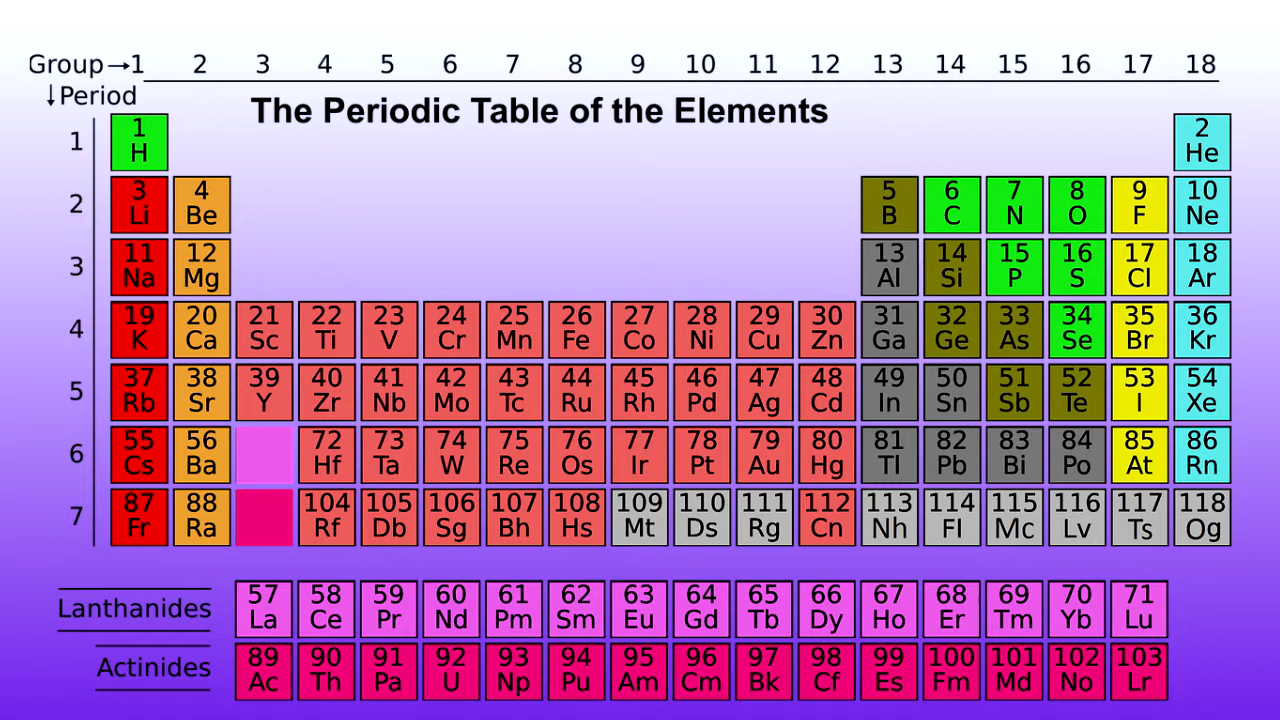 Group →1 2 3 4 5 6 7 8 9 10 11 12 13 14 15 16 17 18
↓Period
The Periodic Table of the Elements
1 1 2
H He
2 3 4 5 6 7 8 9 10
Li Be B C N O F Ne
3 11 12 13 14 15 16 17 18
Na Mg Al Si P S Cl Ar
4 19 20 21 22 23 24 25 26 27 28 29 30 31 32 33 34 35 36
K Ca Sc Ti V Cr Mn Fe Co Ni Cu Zn Ga Ge As Se Br Kr
5 37 38 39 40 41 42 43 44 45 46 47 48 49 50 51 52 53 54
Rb Sr Y Zr Nb Mo Tc Ru Rh Pd Ag Cd In Sn Sb Te I Xe
6 55 56 72 73 74 75 76 77 78 79 80 81 82 83 84 85 86
Cs Ba Hf Ta W Re Os Ir Pt Au Hg Tl Pb Bi Po At Rn
7 87 88 104 105 106 107 108 109 110 111 112 113 114 115 116 117 118
Fr Ra Rf Db Sg Bh Hs Mt Ds Rg Cn Nh Fl Mc Lv Ts Og
Lanthanides 57 58 59 60 61 62 63 64 65 66 67 68 69 70 71
La Ce Pr Nd Pm Sm Eu Gd Tb Dy Ho Er Tm Yb Lu
Actinides 89 90 91 92 93 94 95 96 97 98 99 100 101 102 103
Ac Th Pa U Np Pu Am Cm Bk Cf Es Fm Md No Lr